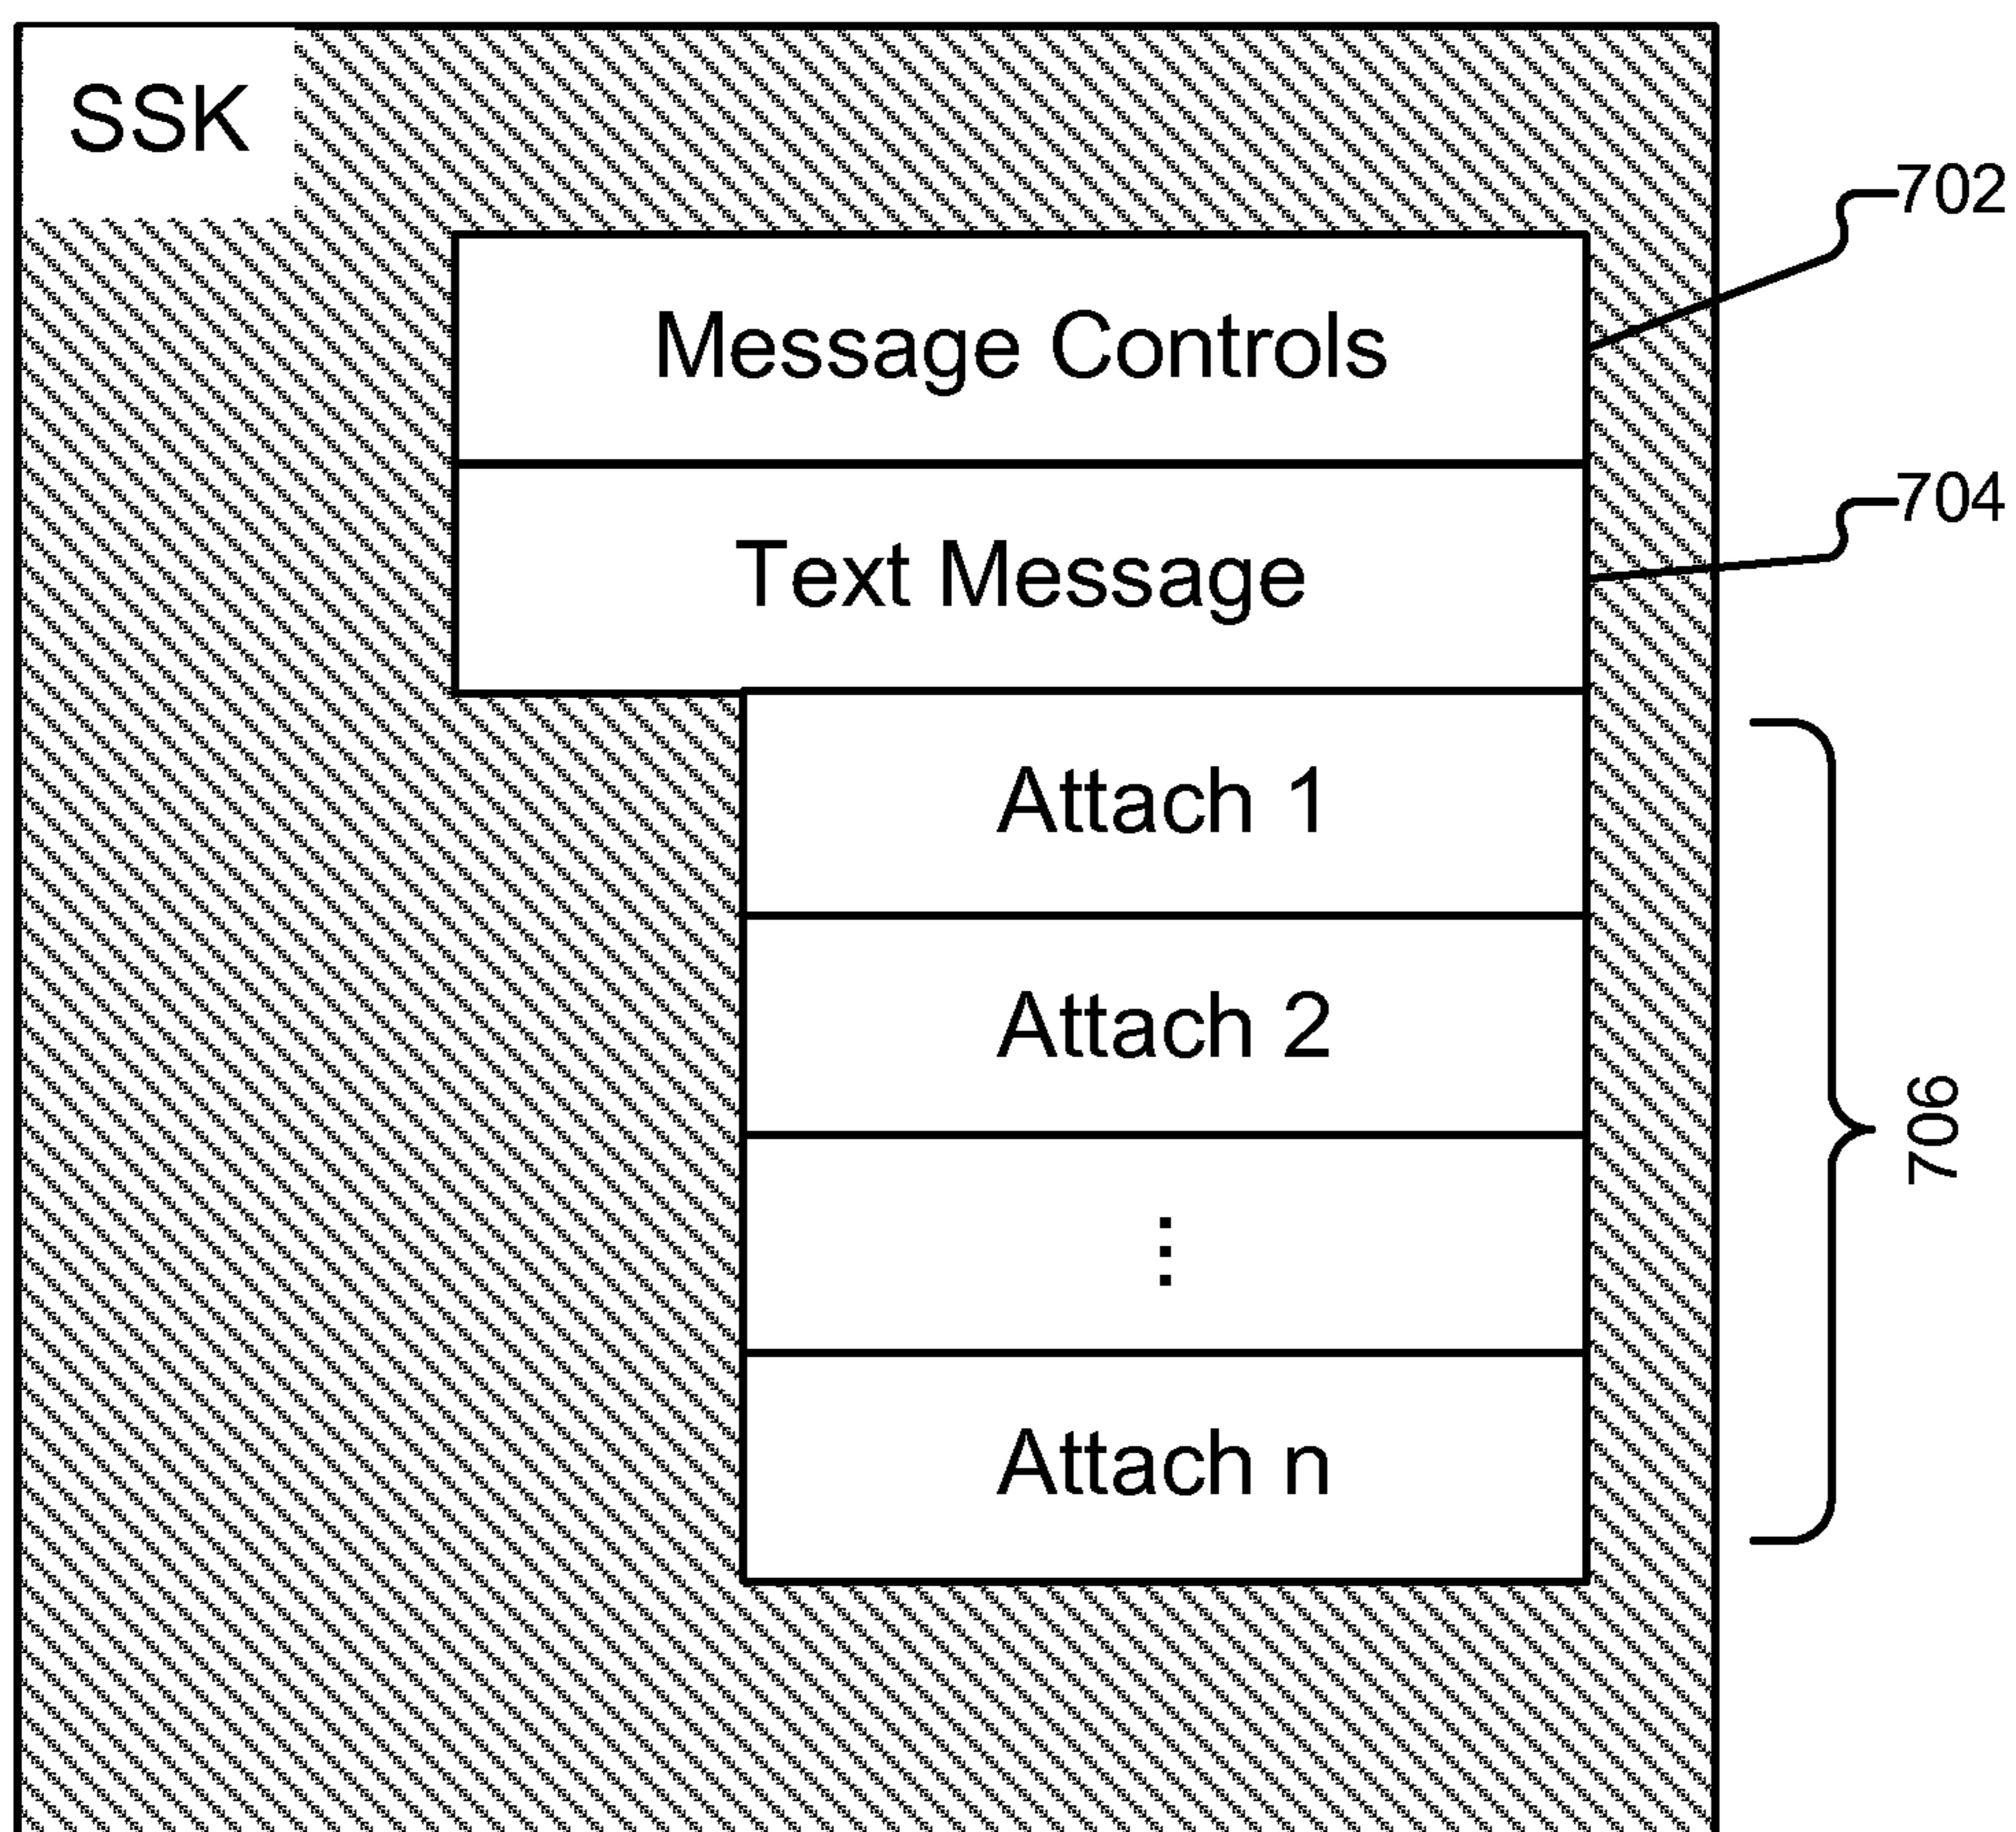 SSK
702
Message Controls
704
Text Message
Attach 1
Attach 2
⋮
Attach n
706